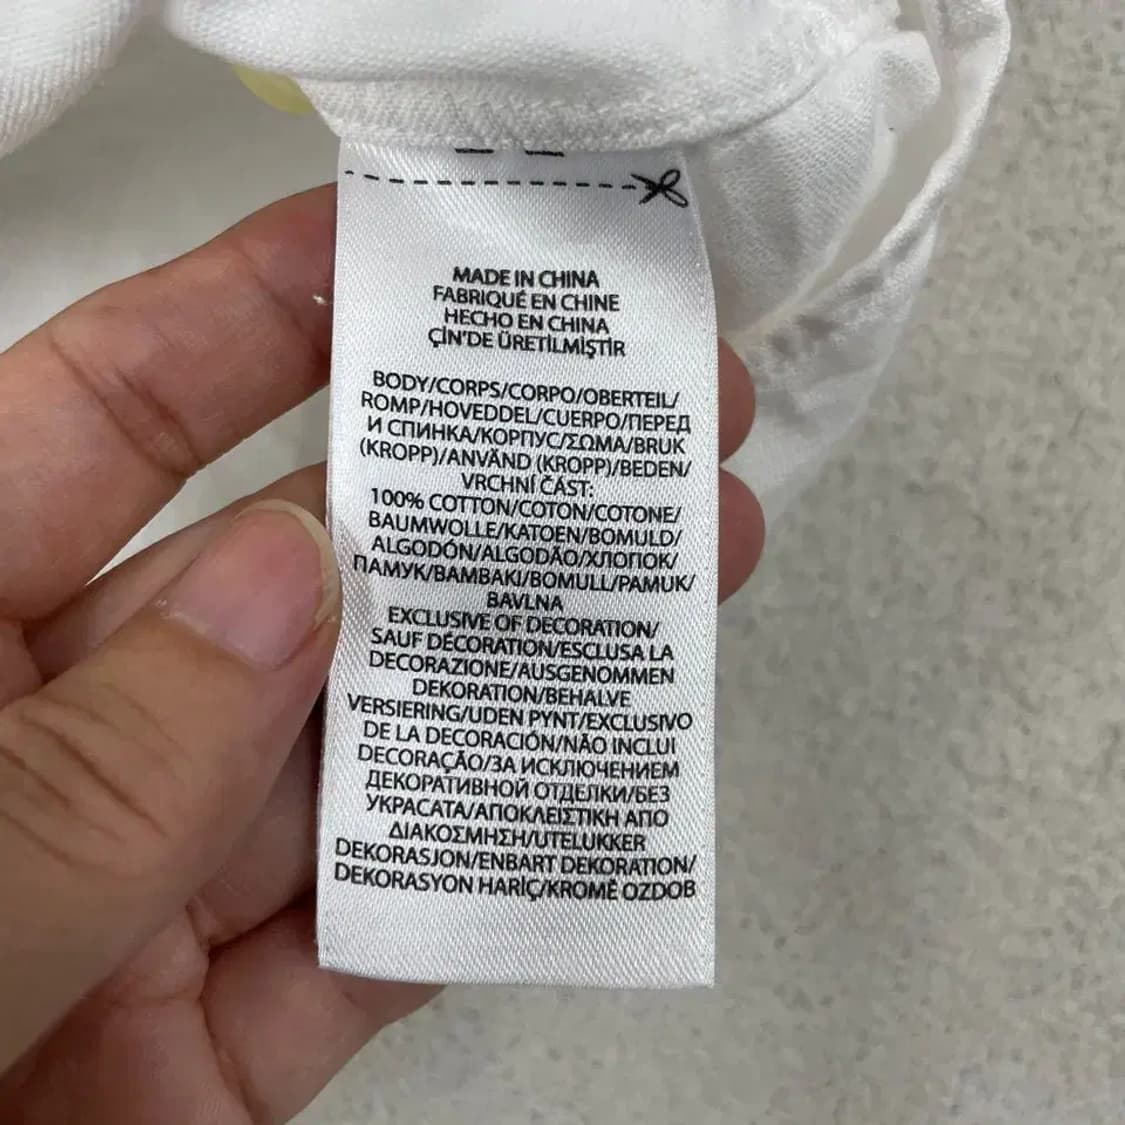 MADE IN CHINA
FABRIQUÉ EN CHINE
HECHO EN CHINA
ÇİN'DE ÜRETİLMİŞTİR
BODY/CORPS/CORPO/OBERTEIL/
ROMP/HOVEDDEL/CUERPO/ПЕРЕД
И СПИНКА/КОРПУС/ΣΩΜΑ/BRUK
(KROPP)/ANVÄND (KROPP)/BEDEN/
VRCHNÍ ČÁST:
100% COTTON/COTON/COTONE/
BAUMWOLLE/KATOEN/BOMULD/
ALGODÓN/ALGODÃO/ХЛОПОК/
ПАМУК/ΒΑΜΒΑΚΙ/BOMULL/PAMUK/
BAVLNA
EXCLUSIVE OF DECORATION/
SAUF DÉCORATION/ESCLUSA LA
DECORAZIONE/AUSGENOMMEN
DEKORATION/BEHALVE
VERSIERING/UDEN PYNT/EXCLUSIVO
DE LA DECORACIÓN/NÃO INCLUI
DECORAÇÃO/ЗА ИСКЛЮЧЕНИЕМ
ДЕКОРАТИВНОЙ ОТДЕЛКИ/БЕЗ
УКРАСАТА/ΑΠΟΚΛΕΙΣΤΙΚΗ ΑΠΟ
ΔΙΑΚΟΣΜΗΣΗ/UTELUKKER
DEKORASJON/ENBART DEKORATION/
DEKORASYON HARİÇ/KROMĚ OZDOB